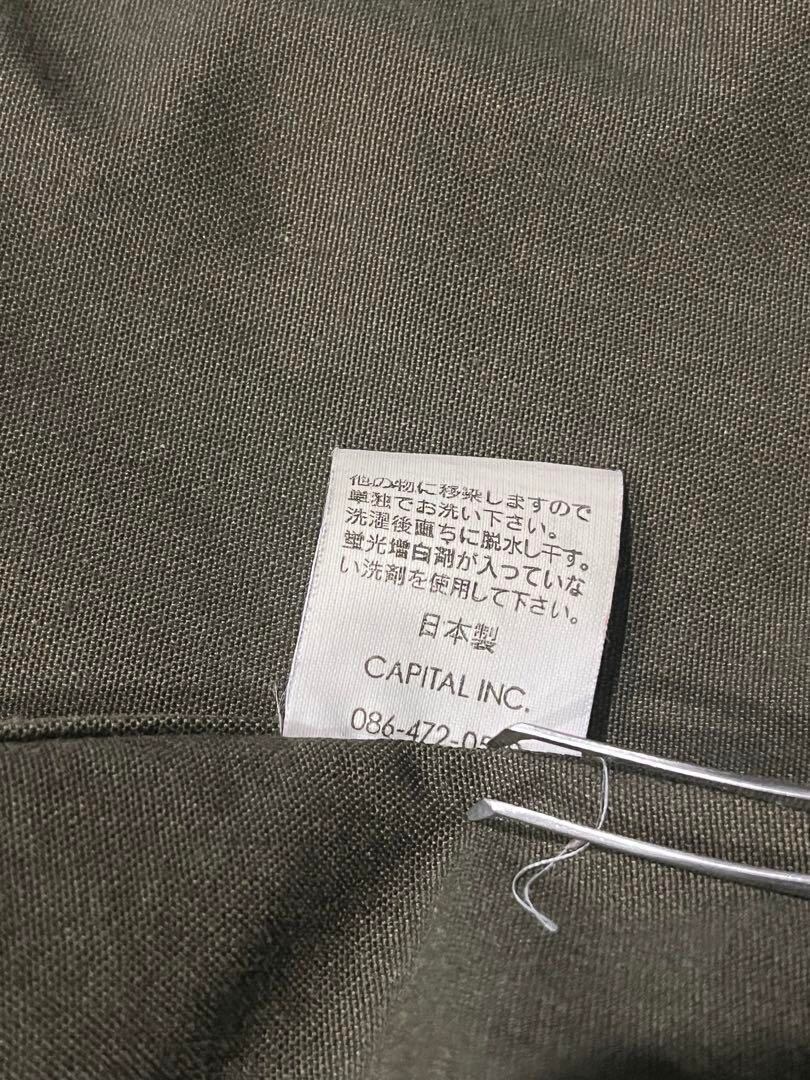 他の物に移染しますので
単独でお洗い下さい。
洗濯後直ちに脱水し干す。
蛍光増白剤が入っていな
い洗剤を使用して下さい。
日本製
CAPITAL INC.
086-472-0